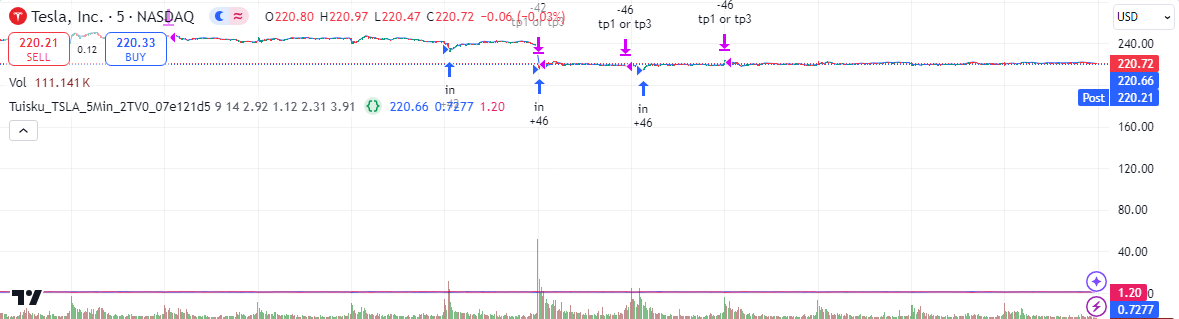 Tesla, Inc. · 5 · NASDAQ O220.80 H220.97 L220.47 C220.72 −0.06 (−0.03%)
USD
220.21
SELL
0.12
220.33
BUY
Vol 111.141 K
Tuisku_TSLA_5Min_2TV0_07e121d5 9 14 2.92 1.12 2.31 3.91 220.66 0.7277 1.20
-42
tp1 or tp3
-46
tp1 or tp3
-46
tp1 or tp3
in
in
+46
in
+46
240.00
220.72
220.66
Post 220.21
160.00
120.00
80.00
40.00
1.20
0.7277